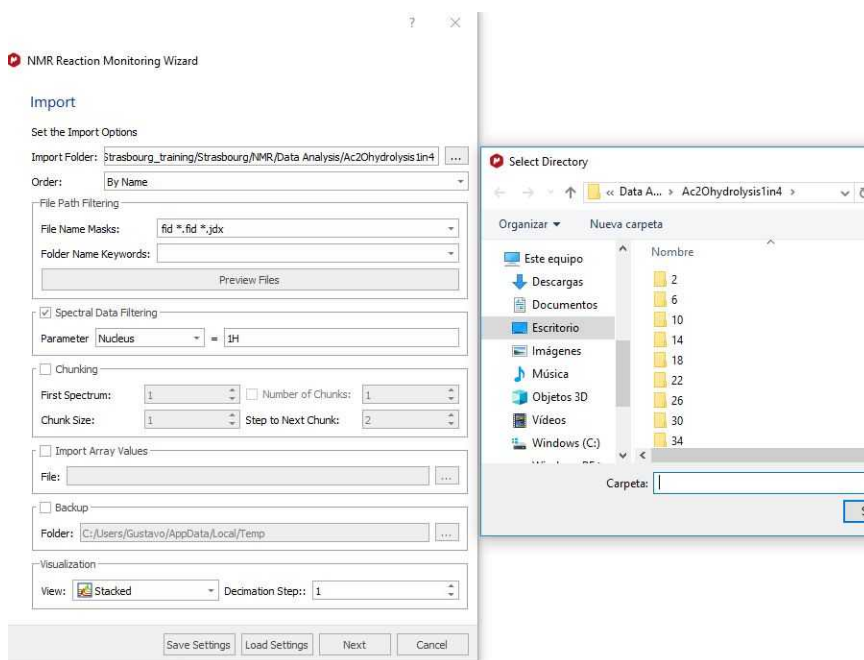 ?
NMR Reaction Monitoring Wizard
Import
Set the Import Options
Import Folder: Strasbourg_training/Strasbourg/NMR/Data Analysis/Ac2Ohydrolysis1in4 ...
Order: By Name
File Path Filtering
File Name Masks: fid *.fid *.jdx
Folder Name Keywords:
Preview Files
Spectral Data Filtering
Parameter Nucleus = 1H
Chunking
First Spectrum: 1 Number of Chunks: 1
Chunk Size: 1 Step to Next Chunk: 2
Import Array Values
File: ...
Backup
Folder: C:/Users/Gustavo/AppData/Local/Temp ...
Visualization
View: Stacked Decimation Step:: 1
Save Settings Load Settings Next Cancel
Select Directory
« Data A... › Ac2Ohydrolysis1in4 ›
Organizar Nueva carpeta
Este equipo
Descargas
Documentos
Escritorio
Imágenes
Música
Objetos 3D
Vídeos
Windows (C:)
Nombre
2
6
10
14
18
22
26
30
34
Carpeta: